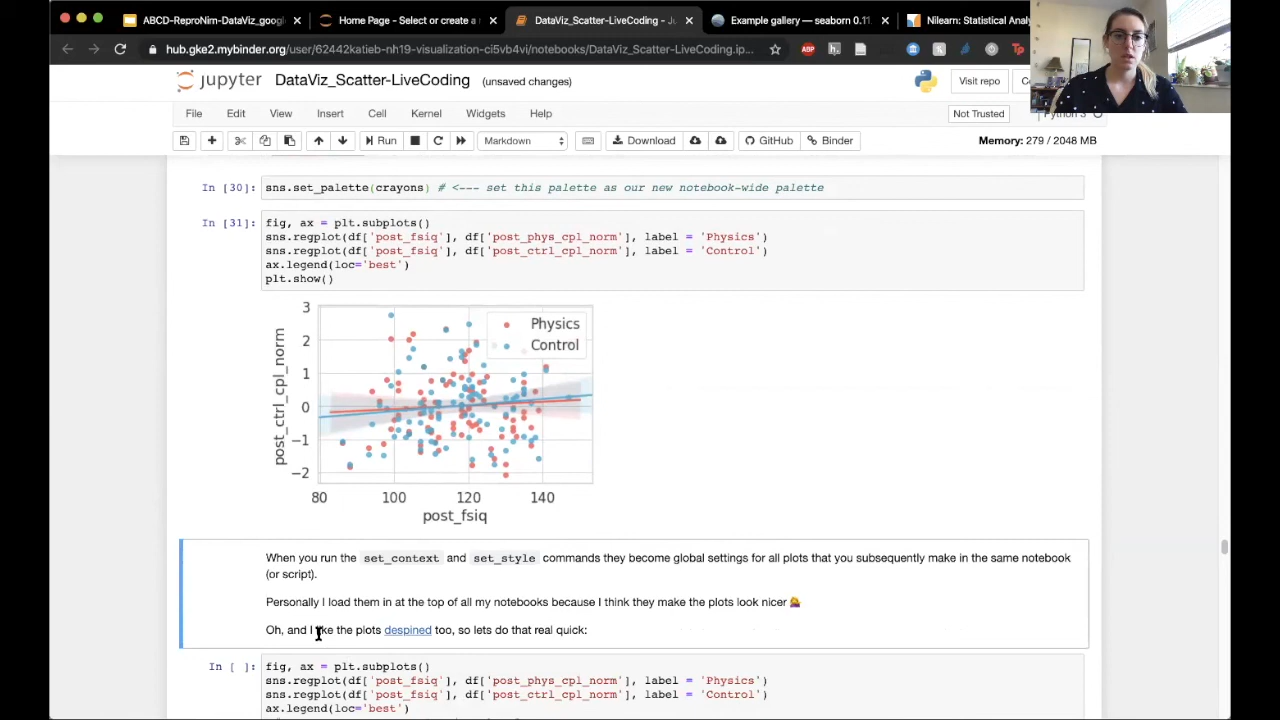 ABCD-ReproNim-DataViz_goog
Home Page - Select or create a
DataViz_Scatter-LiveCoding - Ju
Example gallery — seaborn 0.11.
Nilearn: Statistical Analy
hub.gke2.mybinder.org/user/62442katieb-nh19-visualization-ci5vb4vi/notebooks/DataViz_Scatter-LiveCoding.ip...
ABP
jupyter DataViz_Scatter-LiveCoding (unsaved changes)
Visit repo
File Edit View Insert Cell Kernel Widgets Help
Not Trusted
Python 3
Run Markdown Download GitHub Binder
Memory: 279 / 2048 MB
In [30]: sns.set_palette(crayons) # <--- set this palette as our new notebook-wide palette
In [31]: fig, ax = plt.subplots()
sns.regplot(df['post_fsiq'], df['post_phys_cpl_norm'], label = 'Physics')
sns.regplot(df['post_fsiq'], df['post_ctrl_cpl_norm'], label = 'Control')
ax.legend(loc='best')
plt.show()
3
2
1
0
−1
−2
post_ctrl_cpl_norm
Physics
Control
80 100 120 140
post_fsiq
When you run the set_context and set_style commands they become global settings for all plots that you subsequently make in the same notebook
(or script).
Personally I load them in at the top of all my notebooks because I think they make the plots look nicer 🤷‍♀️
Oh, and I like the plots despined too, so lets do that real quick:
In [ ]: fig, ax = plt.subplots()
sns.regplot(df['post_fsiq'], df['post_phys_cpl_norm'], label = 'Physics')
sns.regplot(df['post_fsiq'], df['post_ctrl_cpl_norm'], label = 'Control')
ax.legend(loc='best')